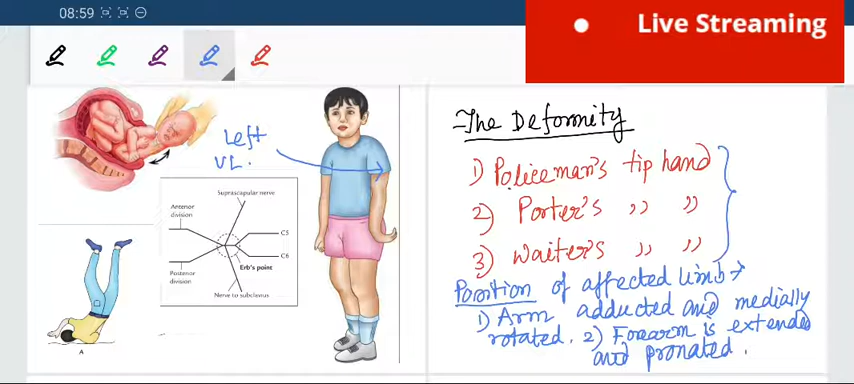 08:59
Live Streaming
Left
UL.
Suprascapular nerve
Anterior
division
C5
C6
Erb's point
Posterior
division
Nerve to subclavius
A
The Deformity
1) Policeman's tip hand
2) Porter's ,, ,,
3) Waiter's ,, ,,
Position of affected limb→
1) Arm adducted and medially
rotated. 2) Forearm is extended
and pronated.